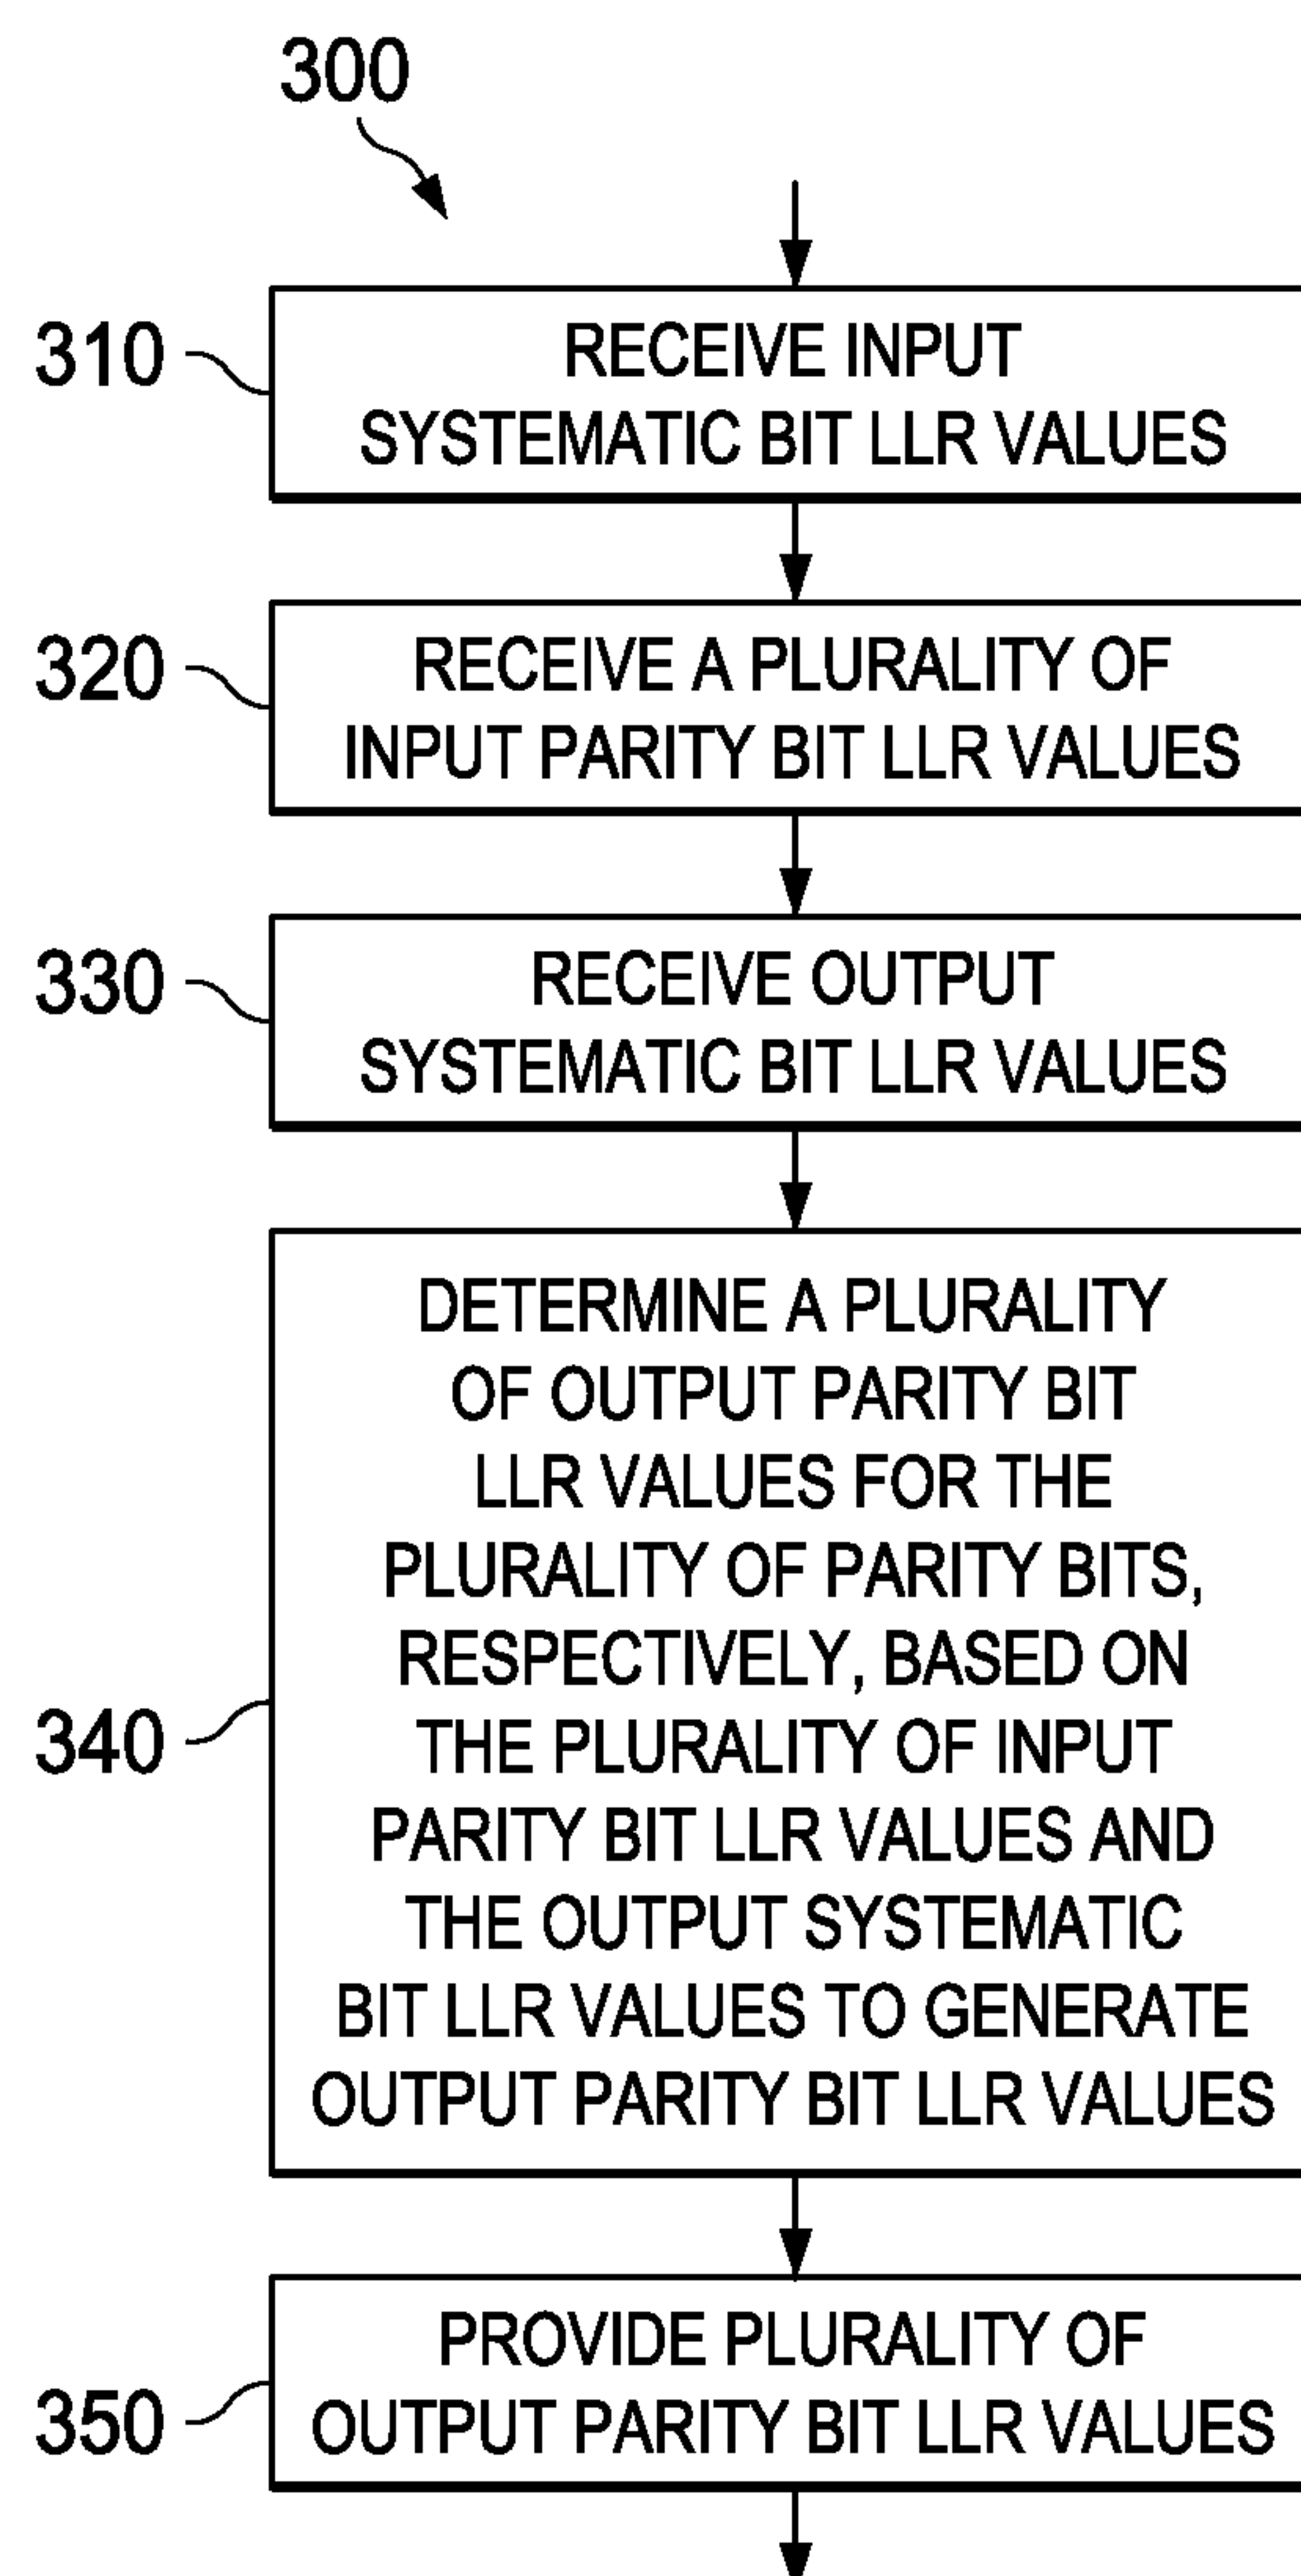 300
310
RECEIVE INPUT
SYSTEMATIC BIT LLR VALUES
320
RECEIVE A PLURALITY OF
INPUT PARITY BIT LLR VALUES
330
RECEIVE OUTPUT
SYSTEMATIC BIT LLR VALUES
340
DETERMINE A PLURALITY
OF OUTPUT PARITY BIT
LLR VALUES FOR THE
PLURALITY OF PARITY BITS,
RESPECTIVELY, BASED ON
THE PLURALITY OF INPUT
PARITY BIT LLR VALUES AND
THE OUTPUT SYSTEMATIC
BIT LLR VALUES TO GENERATE
OUTPUT PARITY BIT LLR VALUES
350
PROVIDE PLURALITY OF
OUTPUT PARITY BIT LLR VALUES